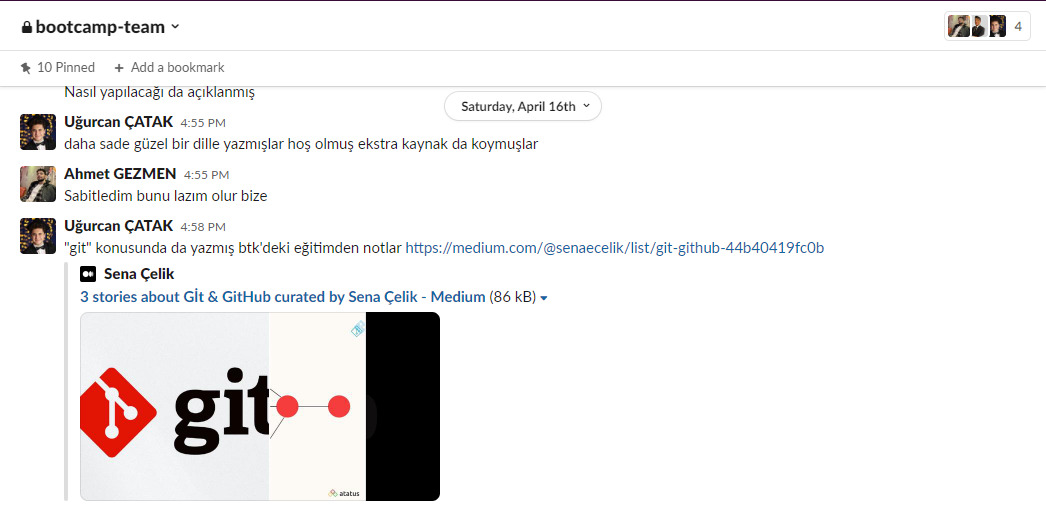 bootcamp-team
4
10 Pinned + Add a bookmark
Nasıl yapılacağı da açıklanmış
Saturday, April 16th
Uğurcan ÇATAK 4:55 PM
daha sade güzel bir dille yazmışlar hoş olmuş ekstra kaynak da koymuşlar
Ahmet GEZMEN 4:55 PM
Sabitledim bunu lazım olur bize
Uğurcan ÇATAK 4:58 PM
"git" konusunda da yazmış btk'deki eğitimden notlar https://medium.com/@senaecelik/list/git-github-44b40419fc0b
Sena Çelik
3 stories about Gİt & GitHub curated by Sena Çelik - Medium (86 kB)
git
atatus